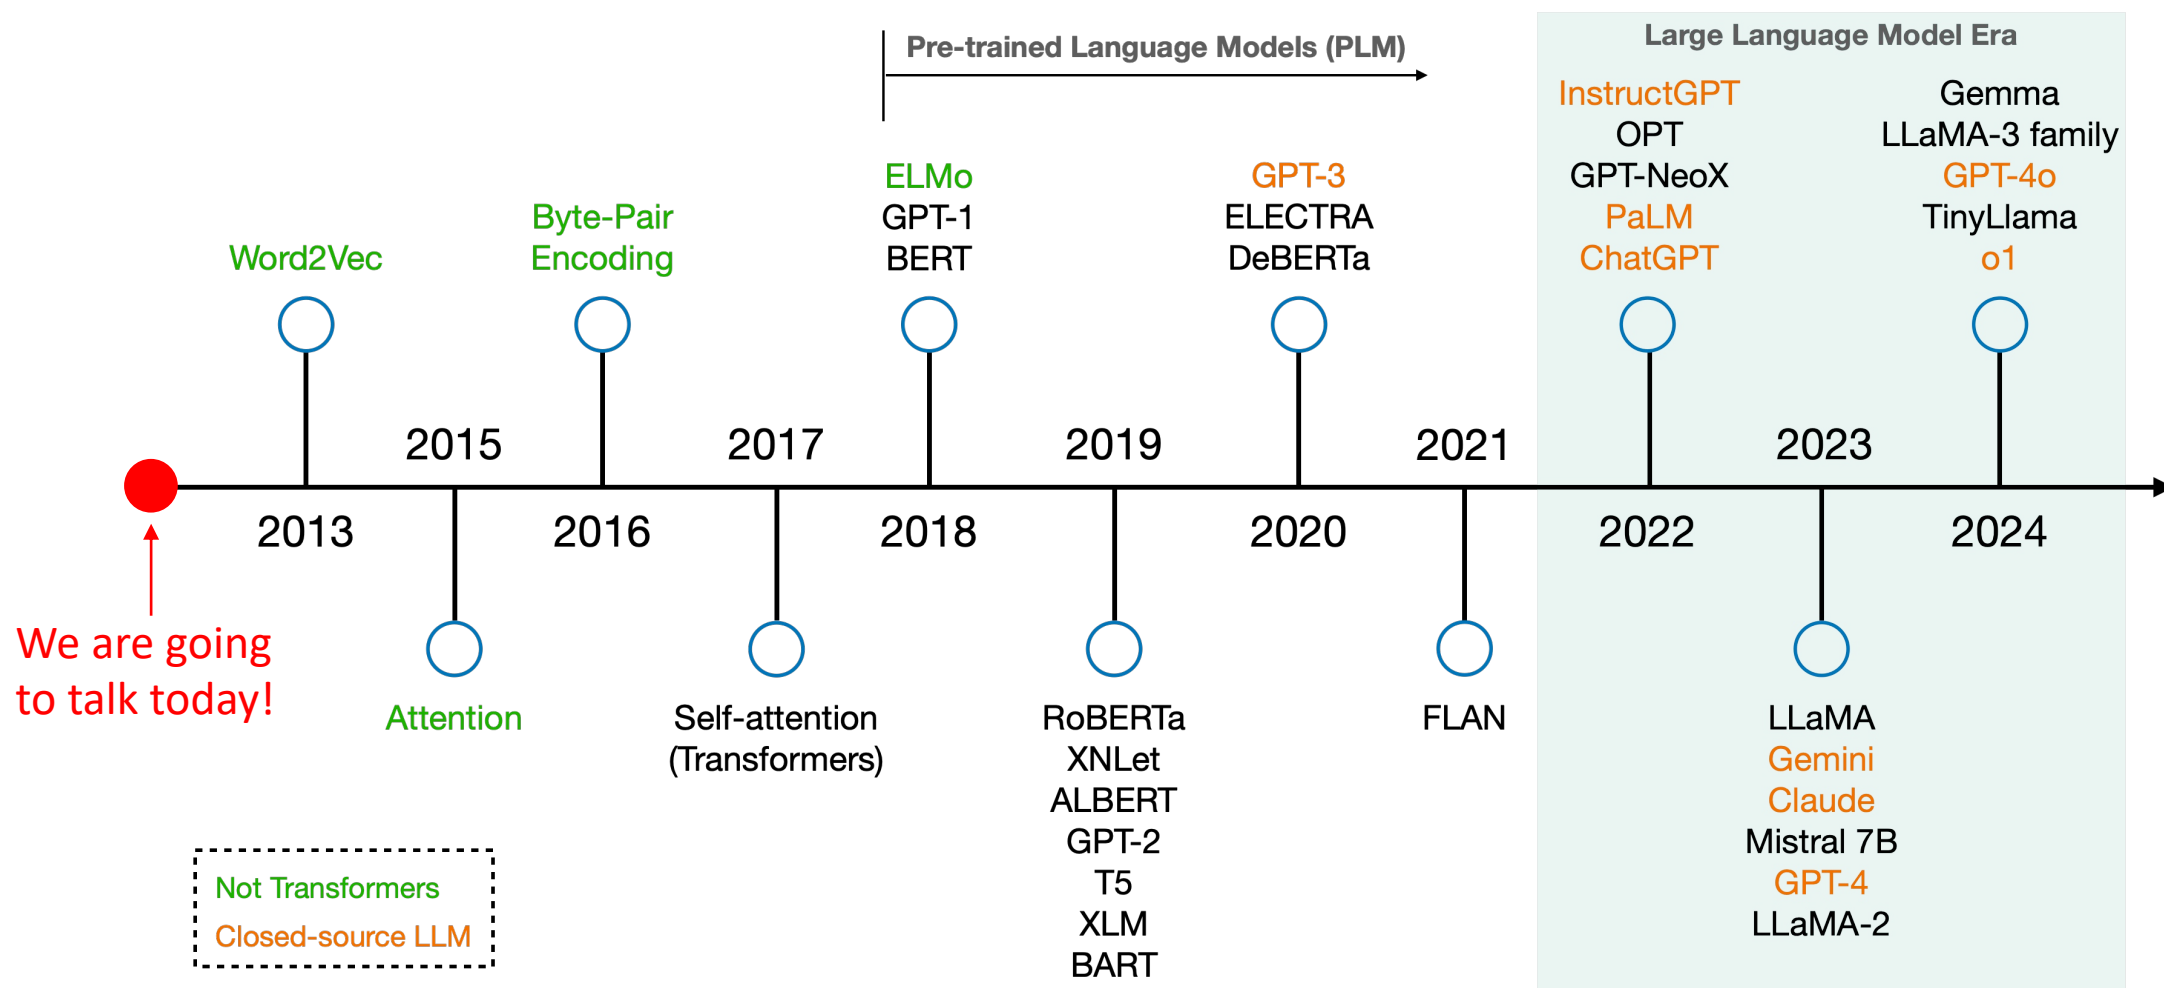 Pre-trained Language Models (PLM)
Large Language Model Era
Word2Vec
Byte-Pair
Encoding
ELMo
GPT-1
BERT
GPT-3
ELECTRA
DeBERTa
InstructGPT
OPT
GPT-NeoX
PaLM
ChatGPT
Gemma
LLaMA-3 family
GPT-4o
TinyLlama
o1
2015
2017
2019
2021
2023
2013
2016
2018
2020
2022
2024
We are going
to talk today!
Attention
Self-attention
(Transformers)
RoBERTa
XNLet
ALBERT
GPT-2
T5
XLM
BART
FLAN
LLaMA
Gemini
Claude
Mistral 7B
GPT-4
LLaMA-2
Not Transformers
Closed-source LLM